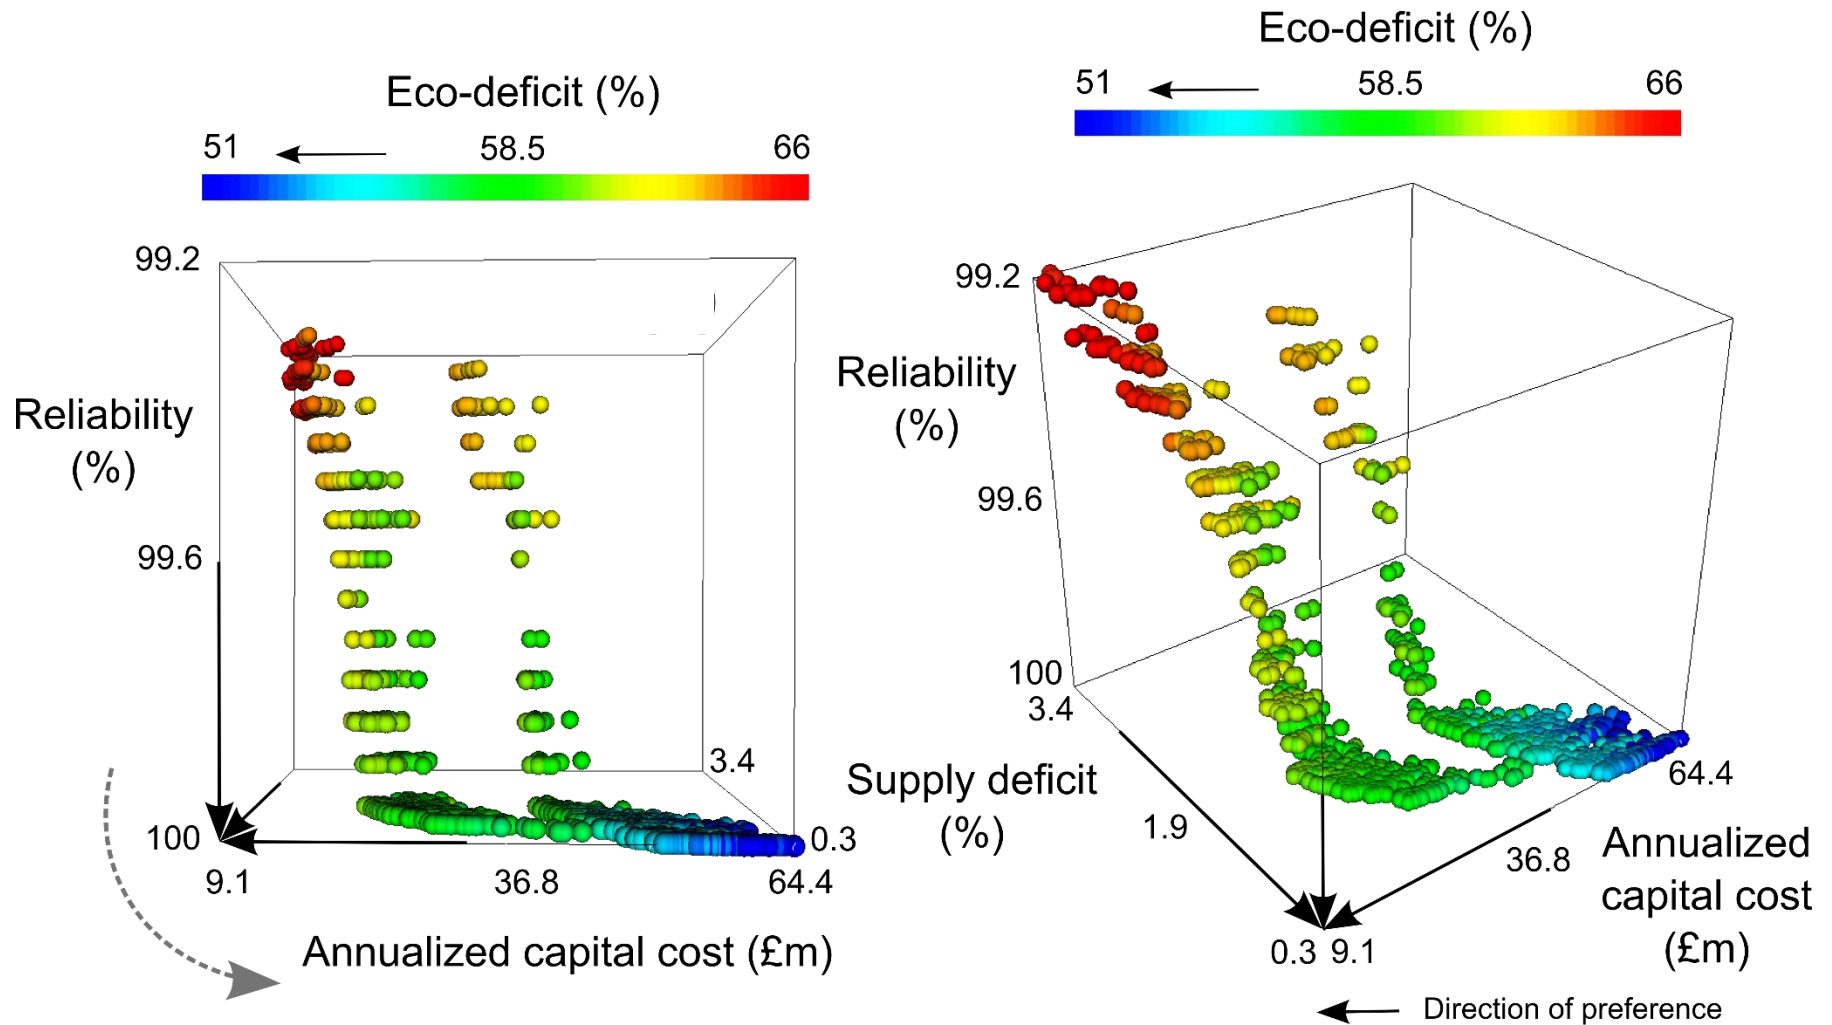 Eco-deficit (%)
51
58.5
66
99.2
Reliability
(%)
99.6
100
3.4
0.3
9.1
36.8
64.4
Annualized capital cost (£m)
Eco-deficit (%)
51
58.5
66
99.2
Reliability
(%)
99.6
100
3.4
Supply deficit
(%)
1.9
0.3
9.1
36.8
64.4
Annualized
capital cost
(£m)
Direction of preference